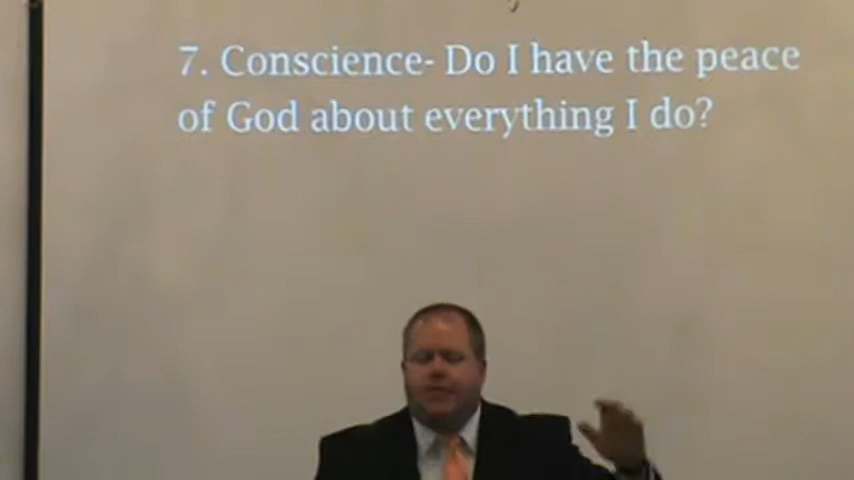 7. Conscience- Do I have the peace
of God about everything I do?